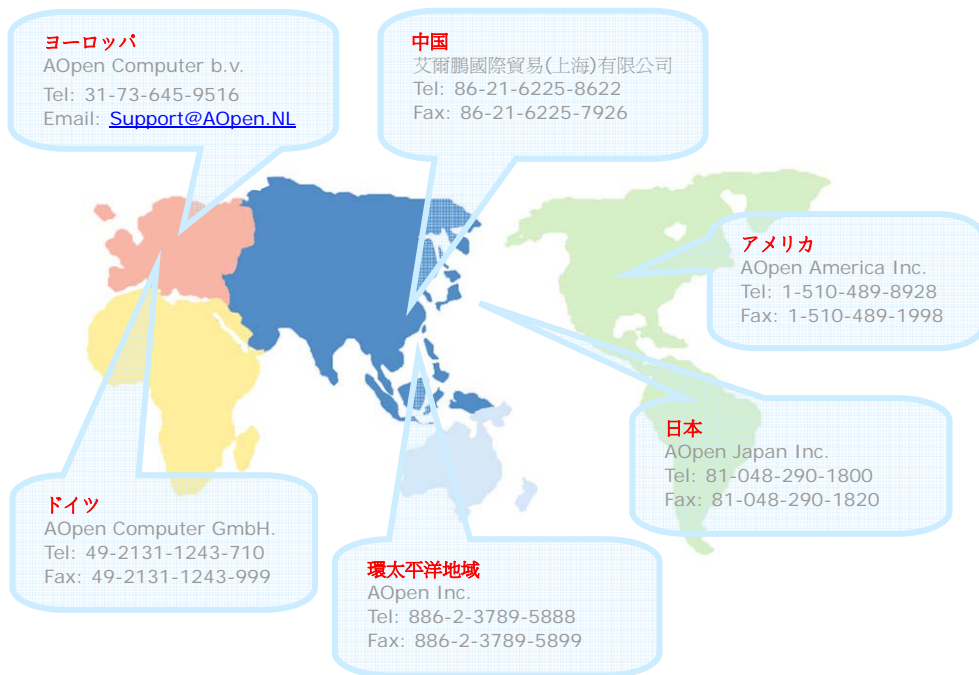 ヨーロッパ
AOpen Computer b.v.
Tel: 31-73-645-9516
Email: Support@AOpen.NL
中国
艾爾鵬國際貿易(上海)有限公司
Tel: 86-21-6225-8622
Fax: 86-21-6225-7926
アメリカ
AOpen America Inc.
Tel: 1-510-489-8928
Fax: 1-510-489-1998
日本
AOpen Japan Inc.
Tel: 81-048-290-1800
Fax: 81-048-290-1820
ドイツ
AOpen Computer GmbH.
Tel: 49-2131-1243-710
Fax: 49-2131-1243-999
環太平洋地域
AOpen Inc.
Tel: 886-2-3789-5888
Fax: 886-2-3789-5899